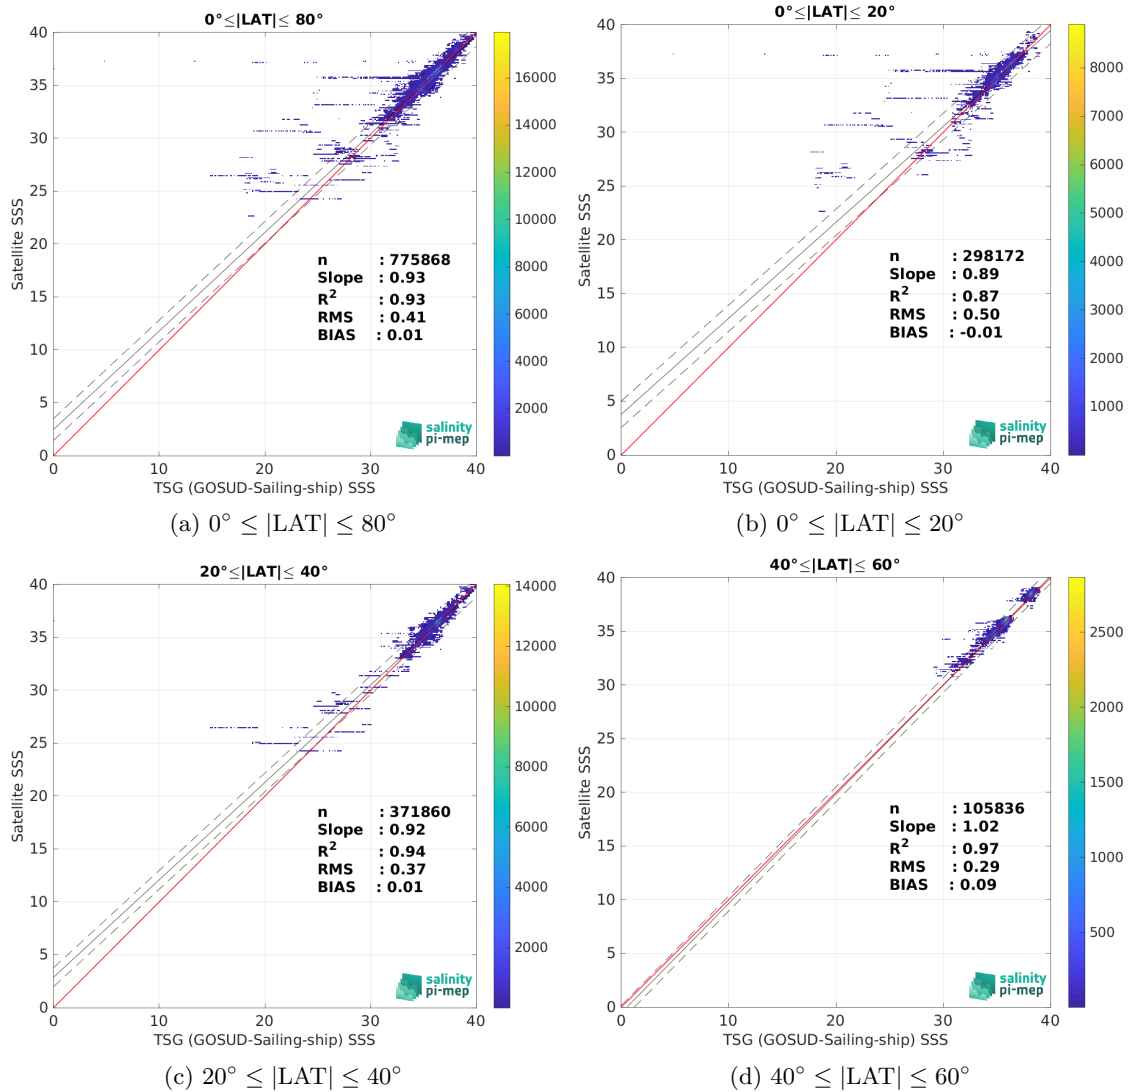 0°≤|LAT|≤ 80°
Satellite SSS
40
35
30
25
20
15
10
5
0
0 10 20 30 40
TSG (GOSUD-Sailing-ship) SSS
n : 775868
Slope : 0.93
R² : 0.93
RMS : 0.41
BIAS : 0.01
salinity
pi-mep
16000
14000
12000
10000
8000
6000
4000
2000
(a) 0° ≤ |LAT| ≤ 80°
0°≤|LAT|≤ 20°
Satellite SSS
40
35
30
25
20
15
10
5
0
0 10 20 30 40
TSG (GOSUD-Sailing-ship) SSS
n : 298172
Slope : 0.89
R² : 0.87
RMS : 0.50
BIAS : -0.01
salinity
pi-mep
8000
7000
6000
5000
4000
3000
2000
1000
(b) 0° ≤ |LAT| ≤ 20°
20°≤|LAT|≤ 40°
Satellite SSS
40
35
30
25
20
15
10
5
0
0 10 20 30 40
TSG (GOSUD-Sailing-ship) SSS
n : 371860
Slope : 0.92
R² : 0.94
RMS : 0.37
BIAS : 0.01
salinity
pi-mep
14000
12000
10000
8000
6000
4000
2000
(c) 20° ≤ |LAT| ≤ 40°
40°≤|LAT|≤ 60°
Satellite SSS
40
35
30
25
20
15
10
5
0
0 10 20 30 40
TSG (GOSUD-Sailing-ship) SSS
n : 105836
Slope : 1.02
R² : 0.97
RMS : 0.29
BIAS : 0.09
salinity
pi-mep
2500
2000
1500
1000
500
(d) 40° ≤ |LAT| ≤ 60°